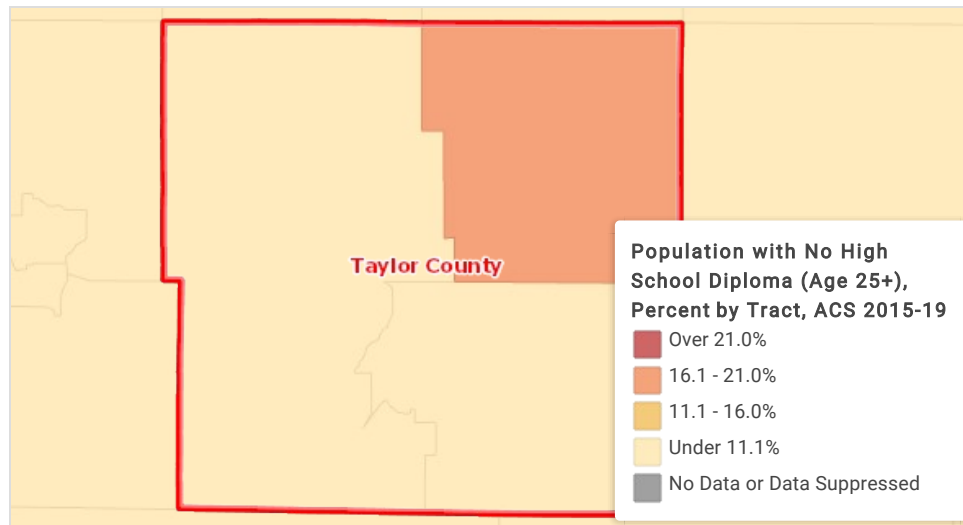 Taylor County
Population with No High
School Diploma (Age 25+),
Percent by Tract, ACS 2015-19
Over 21.0%
16.1 - 21.0%
11.1 - 16.0%
Under 11.1%
No Data or Data Suppressed